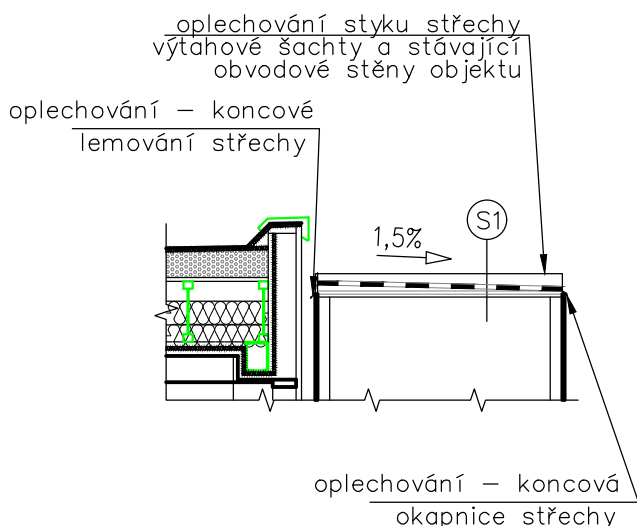 oplechování styku střechy
výtahové šachty a stávající
obvodové stěny objektu
oplechování – koncové
lemování střechy
S1
1,5%
oplechování – koncová
okapnice střechy